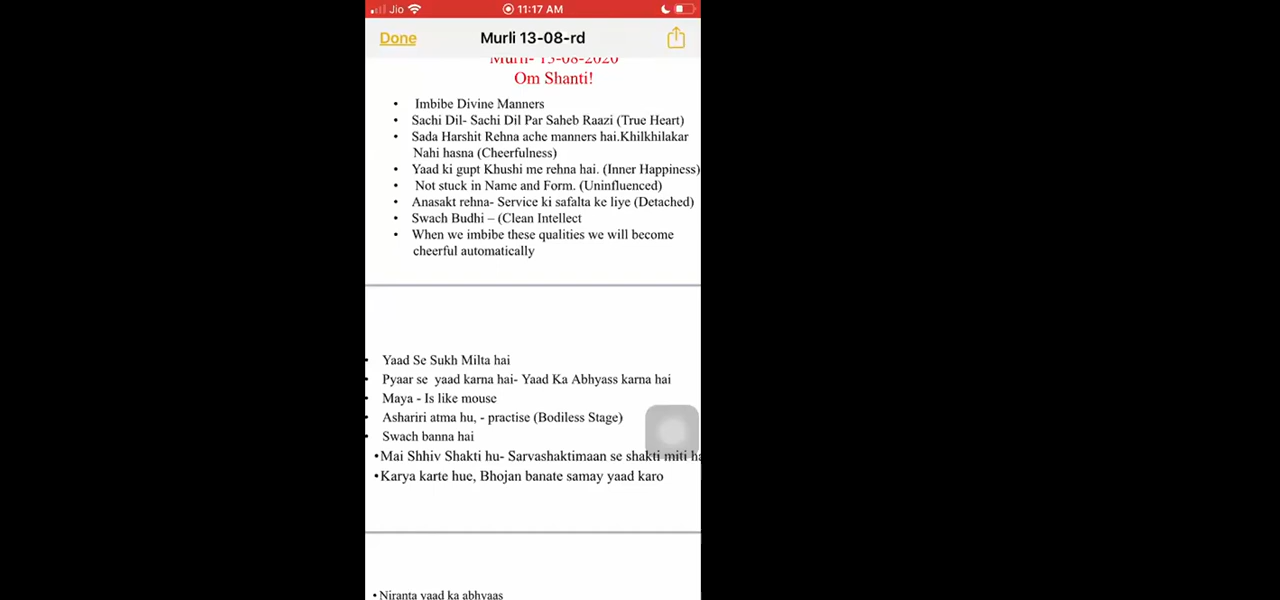 Jio 11:17 AM
Done Murli 13-08-rd
Murli- 13-08-2020
Om Shanti!
• Imbibe Divine Manners
• Sachi Dil- Sachi Dil Par Saheb Raazi (True Heart)
• Sada Harshit Rehna ache manners hai.Khilkhilakar
Nahi hasna (Cheerfulness)
• Yaad ki gupt Khushi me rehna hai. (Inner Happiness)
• Not stuck in Name and Form. (Uninfluenced)
• Anasakt rehna- Service ki safalta ke liye (Detached)
• Swach Budhi – (Clean Intellect
• When we imbibe these qualities we will become
cheerful automatically
• Yaad Se Sukh Milta hai
• Pyaar se yaad karna hai- Yaad Ka Abhyass karna hai
• Maya - Is like mouse
• Ashariri atma hu, - practise (Bodiless Stage)
• Swach banna hai
•Mai Shhiv Shakti hu- Sarvashaktimaan se shakti miti ha
•Karya karte hue, Bhojan banate samay yaad karo
•Niranta yaad ka abhyaas